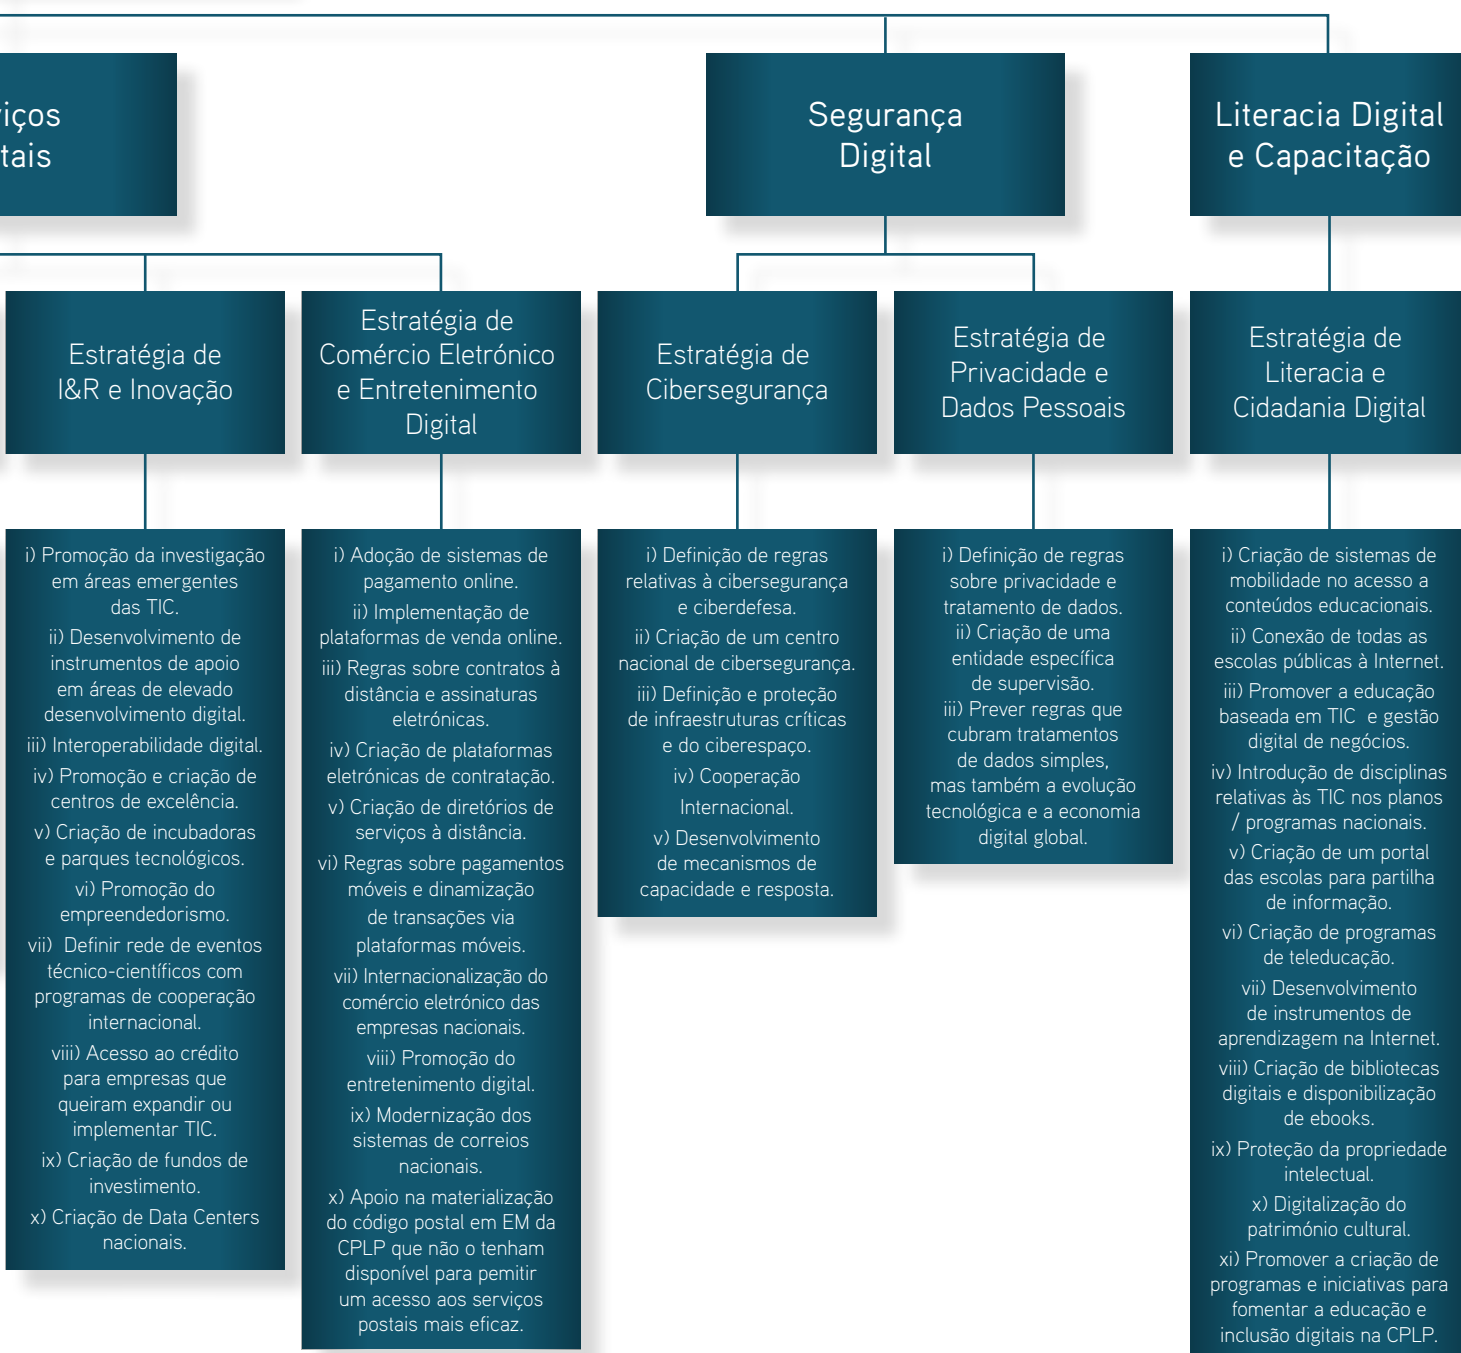 viços
tais
Segurança
Digital
Literacia Digital
e Capacitação
Estratégia de
I&R e Inovação
Estratégia de
Comércio Eletrónico
e Entretenimento
Digital
Estratégia de
Cibersegurança
Estratégia de
Privacidade e
Dados Pessoais
Estratégia de
Literacia e
Cidadania Digital
i) Promoção da investigação
em áreas emergentes
das TIC.
ii) Desenvolvimento de
instrumentos de apoio
em áreas de elevado
desenvolvimento digital.
iii) Interoperabilidade digital.
iv) Promoção e criação de
centros de excelência.
v) Criação de incubadoras
e parques tecnológicos.
vi) Promoção do
empreendedorismo.
vii) Definir rede de eventos
técnico-científicos com
programas de cooperação
internacional.
viii) Acesso ao crédito
para empresas que
queiram expandir ou
implementar TIC.
ix) Criação de fundos de
investimento.
x) Criação de Data Centers
nacionais.
i) Adoção de sistemas de
pagamento online.
ii) Implementação de
plataformas de venda online.
iii) Regras sobre contratos à
distância e assinaturas
eletrónicas.
iv) Criação de plataformas
eletrónicas de contratação.
v) Criação de diretórios de
serviços à distância.
vi) Regras sobre pagamentos
móveis e dinamização
de transações via
plataformas móveis.
vii) Internacionalização do
comércio eletrónico das
empresas nacionais.
viii) Promoção do
entretenimento digital.
ix) Modernização dos
sistemas de correios
nacionais.
x) Apoio na materialização
do código postal em EM da
CPLP que não o tenham
disponível para pemitir
um acesso aos serviços
postais mais eficaz.
i) Definição de regras
relativas à cibersegurança
e ciberdefesa.
ii) Criação de um centro
nacional de cibersegurança.
iii) Definição e proteção
de infraestruturas críticas
e do ciberespaço.
iv) Cooperação
Internacional.
v) Desenvolvimento
de mecanismos de
capacidade e resposta.
i) Definição de regras
sobre privacidade e
tratamento de dados.
ii) Criação de uma
entidade específica
de supervisão.
iii) Prever regras que
cubram tratamentos
de dados simples,
mas também a evolução
tecnológica e a economia
digital global.
i) Criação de sistemas de
mobilidade no acesso a
conteúdos educacionais.
ii) Conexão de todas as
escolas públicas à Internet.
iii) Promover a educação
baseada em TIC e gestão
digital de negócios.
iv) Introdução de disciplinas
relativas às TIC nos planos
/ programas nacionais.
v) Criação de um portal
das escolas para partilha
de informação.
vi) Criação de programas
de teleducação.
vii) Desenvolvimento
de instrumentos de
aprendizagem na Internet.
viii) Criação de bibliotecas
digitais e disponibilização
de ebooks.
ix) Proteção da propriedade
intelectual.
x) Digitalização do
património cultural.
xi) Promover a criação de
programas e iniciativas para
fomentar a educação e
inclusão digitais na CPLP.